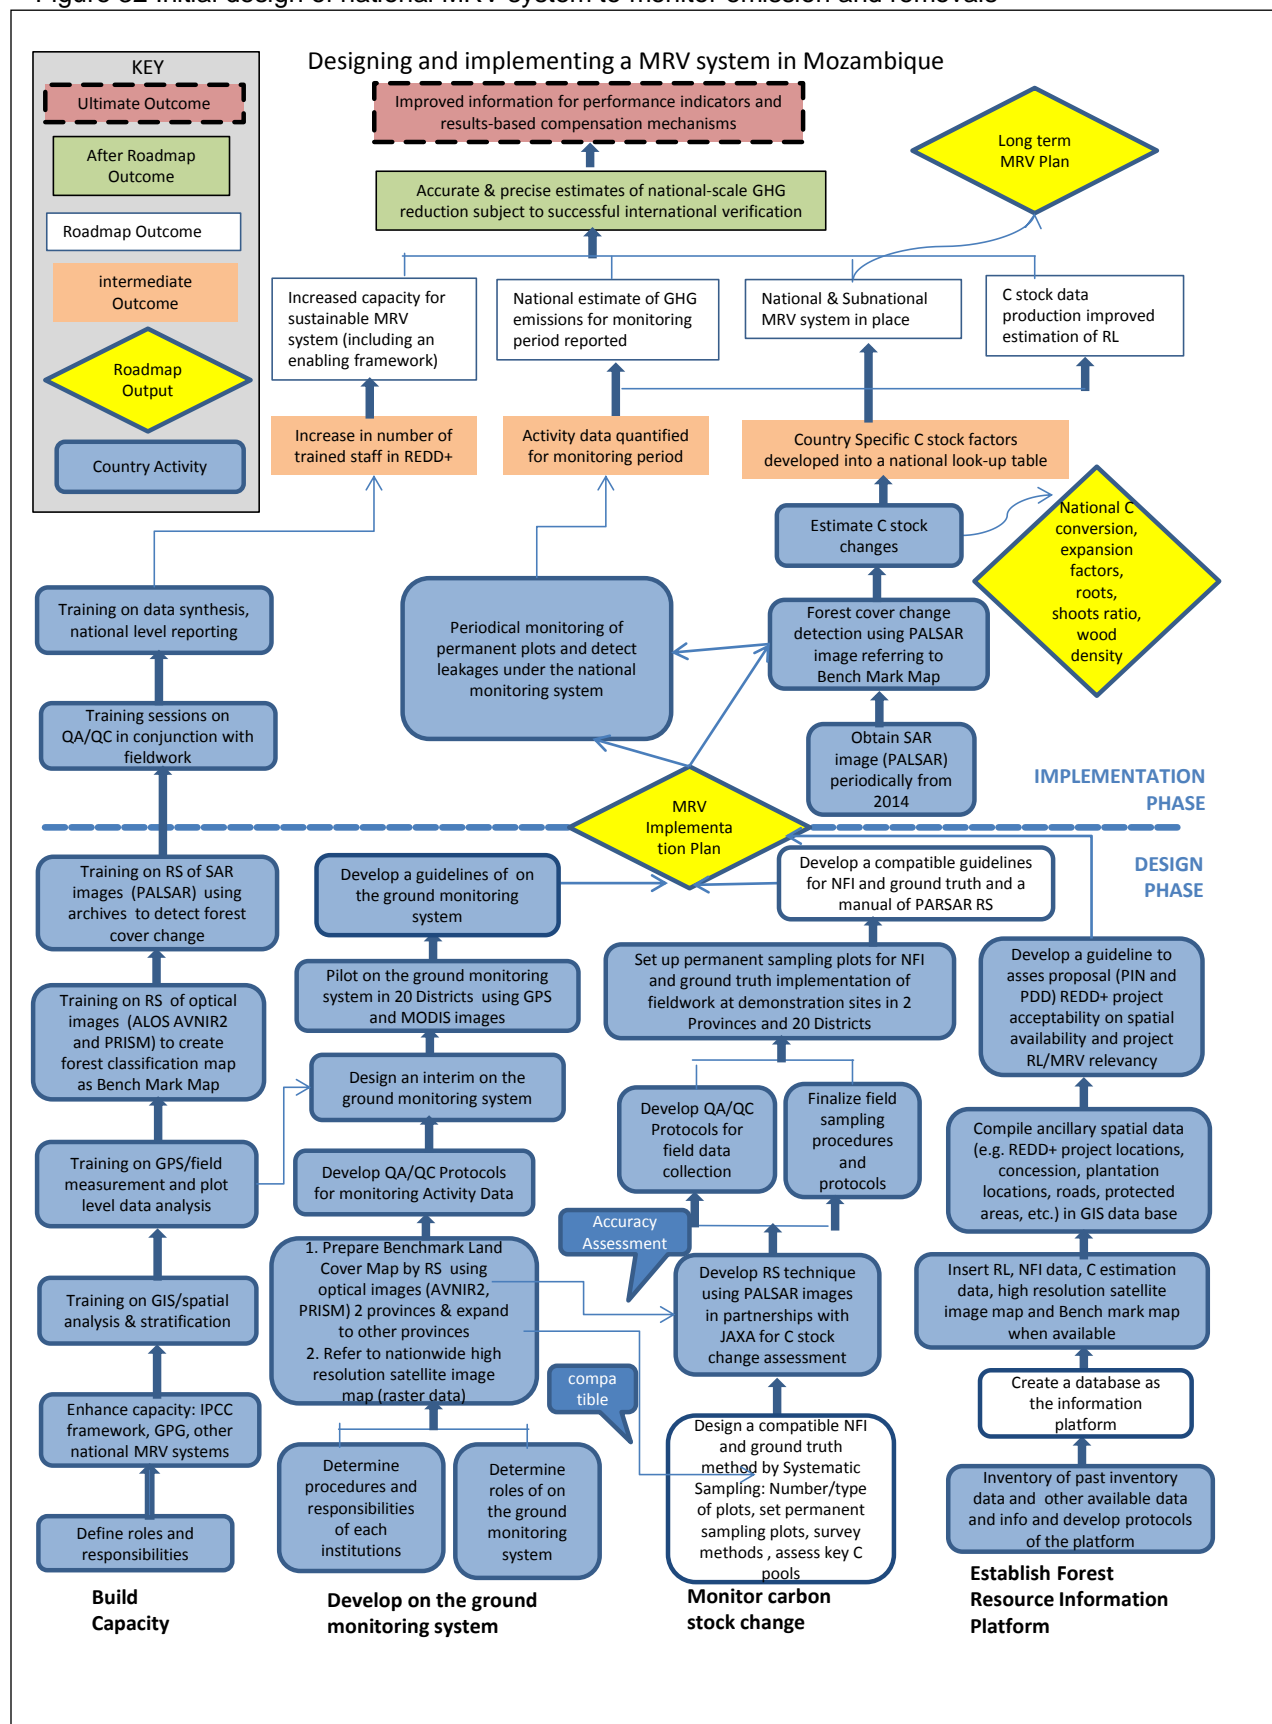 Figure 32 Initial design of national MRV system to monitor emission and removals
KEY
Ultimate Outcome
After Roadmap
Outcome
Roadmap Outcome
intermediate
Outcome
Roadmap
Output
Country Activity
Designing and implementing a MRV system in Mozambique
Improved information for performance indicators and
results-based compensation mechanisms
Long term
MRV Plan
Accurate & precise estimates of national-scale GHG
reduction subject to successful international verification
Increased capacity for
sustainable MRV
system (including an
enabling framework)
National estimate of GHG
emissions for monitoring
period reported
National & Subnational
MRV system in place
C stock data
production improved
estimation of RL
Increase in number of
trained staff in REDD+
Activity data quantified
for monitoring period
Country Specific C stock factors
developed into a national look-up table
Estimate C stock
changes
National C
conversion,
expansion
factors,
roots,
shoots ratio,
wood
density
Training on data synthesis,
national level reporting
Periodical monitoring of
permanent plots and detect
leakages under the national
monitoring system
Forest cover change
detection using PALSAR
image referring to
Bench Mark Map
Training sessions on
QA/QC in conjunction with
fieldwork
Obtain SAR
image (PALSAR)
periodically from
2014
IMPLEMENTATION
PHASE
MRV
Implementa
tion Plan
DESIGN
PHASE
Training on RS of SAR
images (PALSAR) using
archives to detect forest
cover change
Develop a guidelines of on
the ground monitoring
system
Develop a compatible guidelines
for NFI and ground truth and a
manual of PARSAR RS
Training on RS of optical
images (ALOS AVNIR2
and PRISM) to create
forest classification map
as Bench Mark Map
Pilot on the ground monitoring
system in 20 Districts using GPS
and MODIS images
Set up permanent sampling plots for NFI
and ground truth implementation of
fieldwork at demonstration sites in 2
Provinces and 20 Districts
Develop a guideline to
asses proposal (PIN and
PDD) REDD+ project
acceptability on spatial
availability and project
RL/MRV relevancy
Design an interim on the
ground monitoring system
Develop QA/QC
Protocols for
field data
collection
Finalize field
sampling
procedures
and
protocols
Training on GPS/field
measurement and plot
level data analysis
Develop QA/QC Protocols
for monitoring Activity Data
Compile ancillary spatial data
(e.g. REDD+ project locations,
concession, plantation
locations, roads, protected
areas, etc.) in GIS data base
Accuracy
Assessment
Training on GIS/spatial
analysis & stratification
1. Prepare Benchmark Land
Cover Map by RS using
optical images (AVNIR2,
PRISM) 2 provinces & expand
to other provinces
2. Refer to nationwide high
resolution satellite image
map (raster data)
Develop RS technique
using PALSAR images
in partnerships with
JAXA for C stock
change assessment
Insert RL, NFI data, C estimation
data, high resolution satellite
image map and Bench mark map
when available
compa
tible
Enhance capacity: IPCC
framework, GPG, other
national MRV systems
Create a database as
the information
platform
Determine
procedures and
responsibilities
of each
institutions
Determine
roles of on
the ground
monitoring
system
Design a compatible NFI
and ground truth
method by Systematic
Sampling: Number/type
of plots, set permanent
sampling plots, survey
methods , assess key C
pools
Inventory of past inventory
data and other available data
and info and develop protocols
of the platform
Define roles and
responsibilities
Build
Capacity
Develop on the ground
monitoring system
Monitor carbon
stock change
Establish Forest
Resource Information
Platform